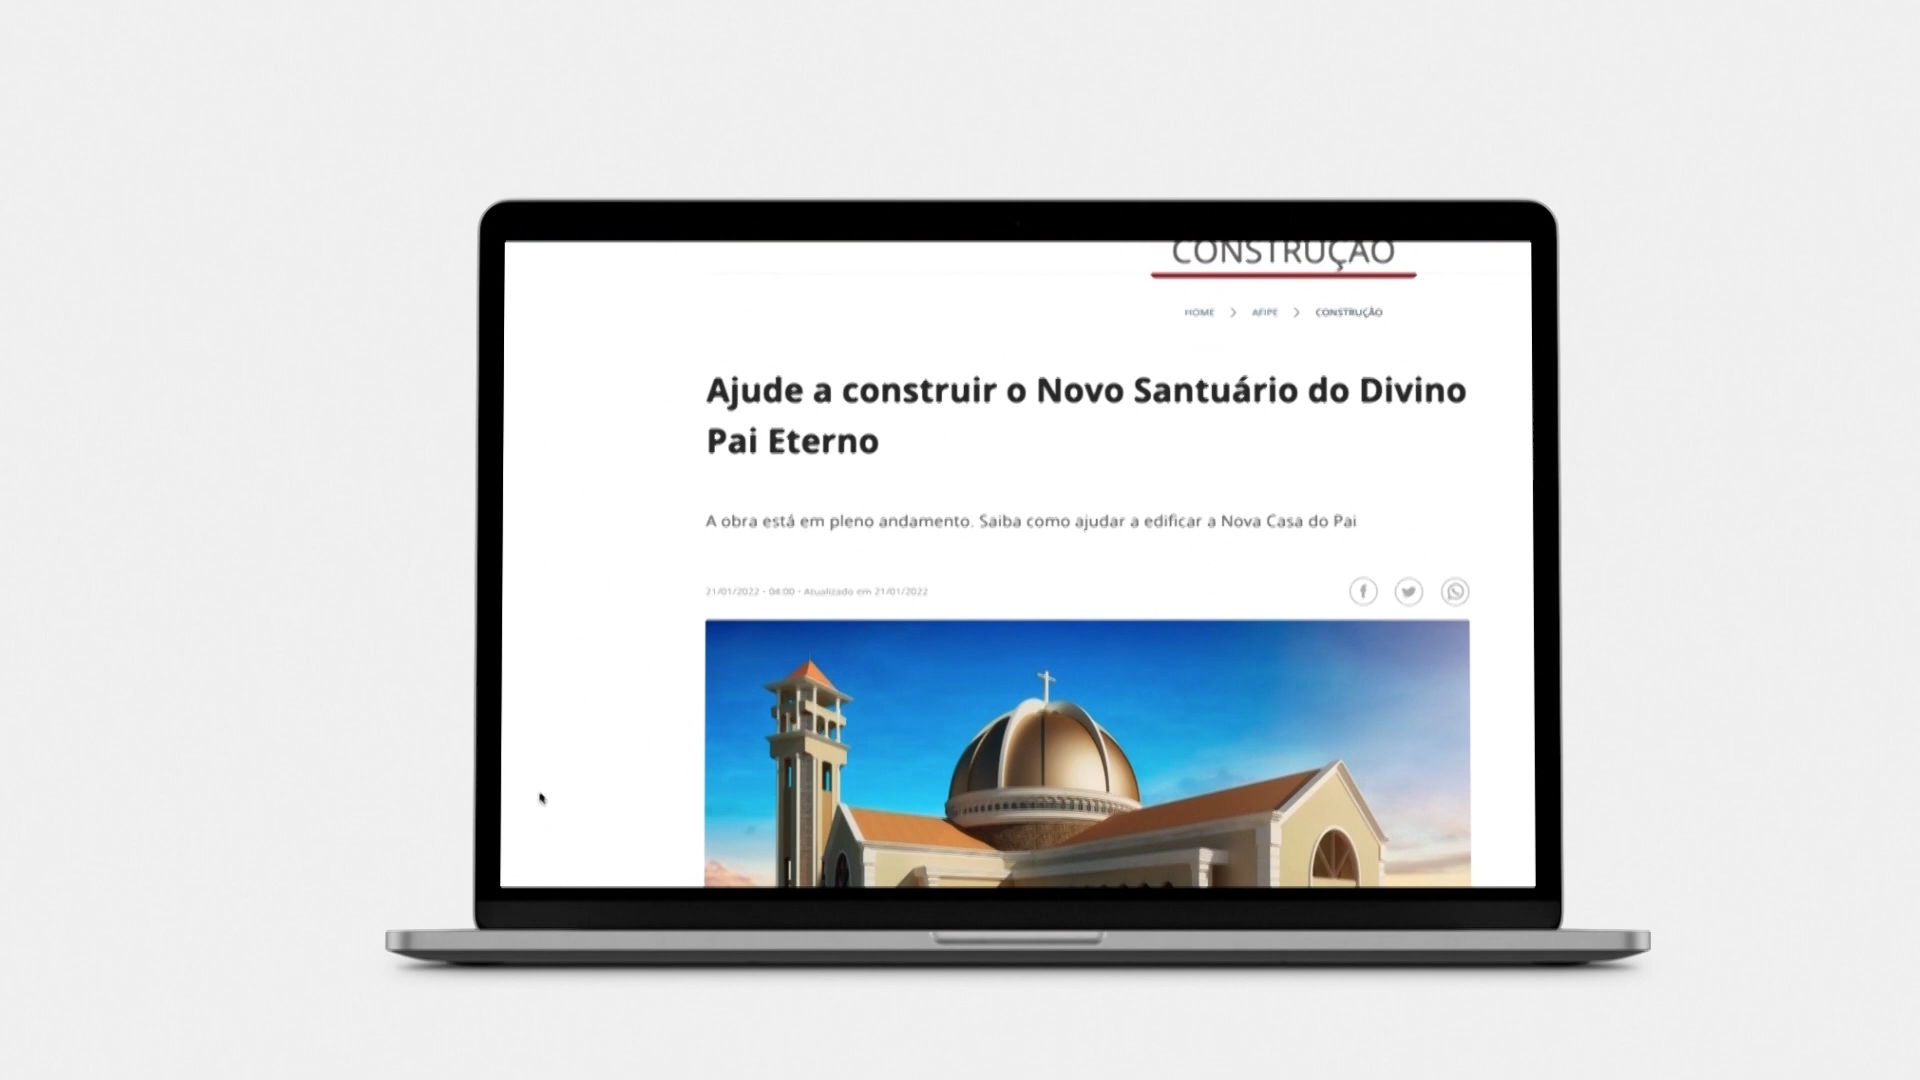 CONSTRUÇÃO
HOME > AFIPE > CONSTRUÇÃO
Ajude a construir o Novo Santuário do Divino
Pai Eterno
A obra está em pleno andamento. Saiba como ajudar a edificar a Nova Casa do Pai
21/01/2022 - 04:00 - Atualizado em 21/01/2022